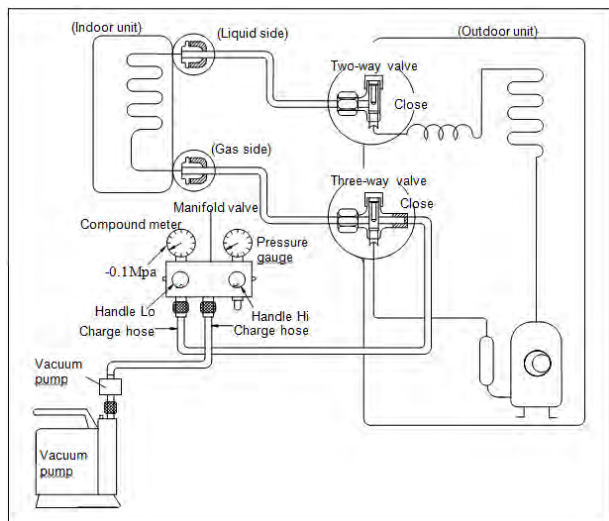 (Indoor unit)
(Liquid side)
(Outdoor unit)
Two-way valve
Close
(Gas side)
Three-way valve
Close
Manifold valve
Compound meter
Pressure
gauge
-0.1Mpa
Handle Lo
Handle Hi
Charge hose
Charge hose
Vacuum
pump
Vacuum
pump